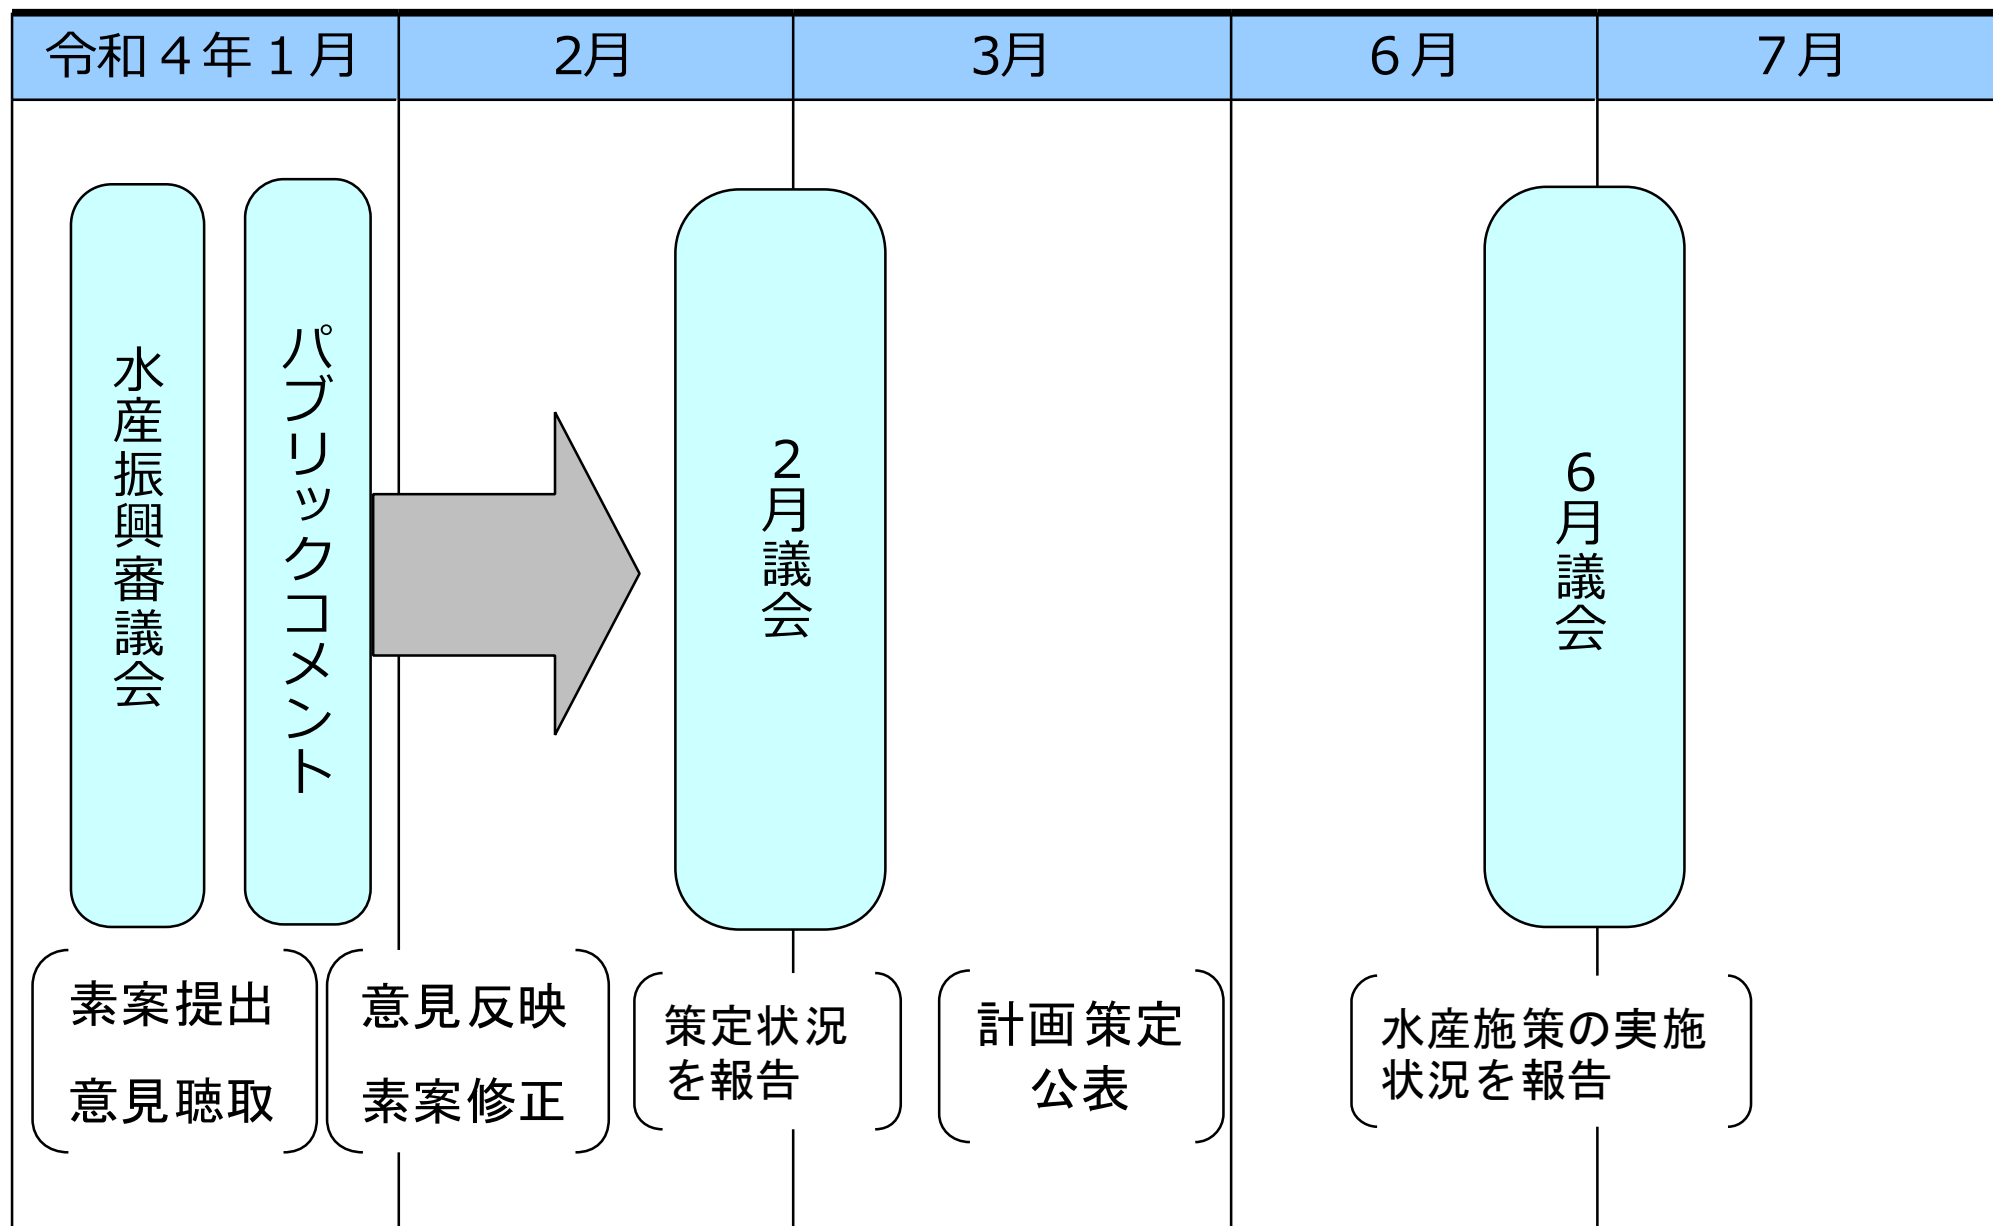 令和４年１月
2月
3月
６月
７月
水産振興審議会
パブリックコメント
２月議会
６月議会
素案提出
意見聴取
意見反映
素案修正
策定状況
を報告
計画策定
公表
水産施策の実施
状況を報告